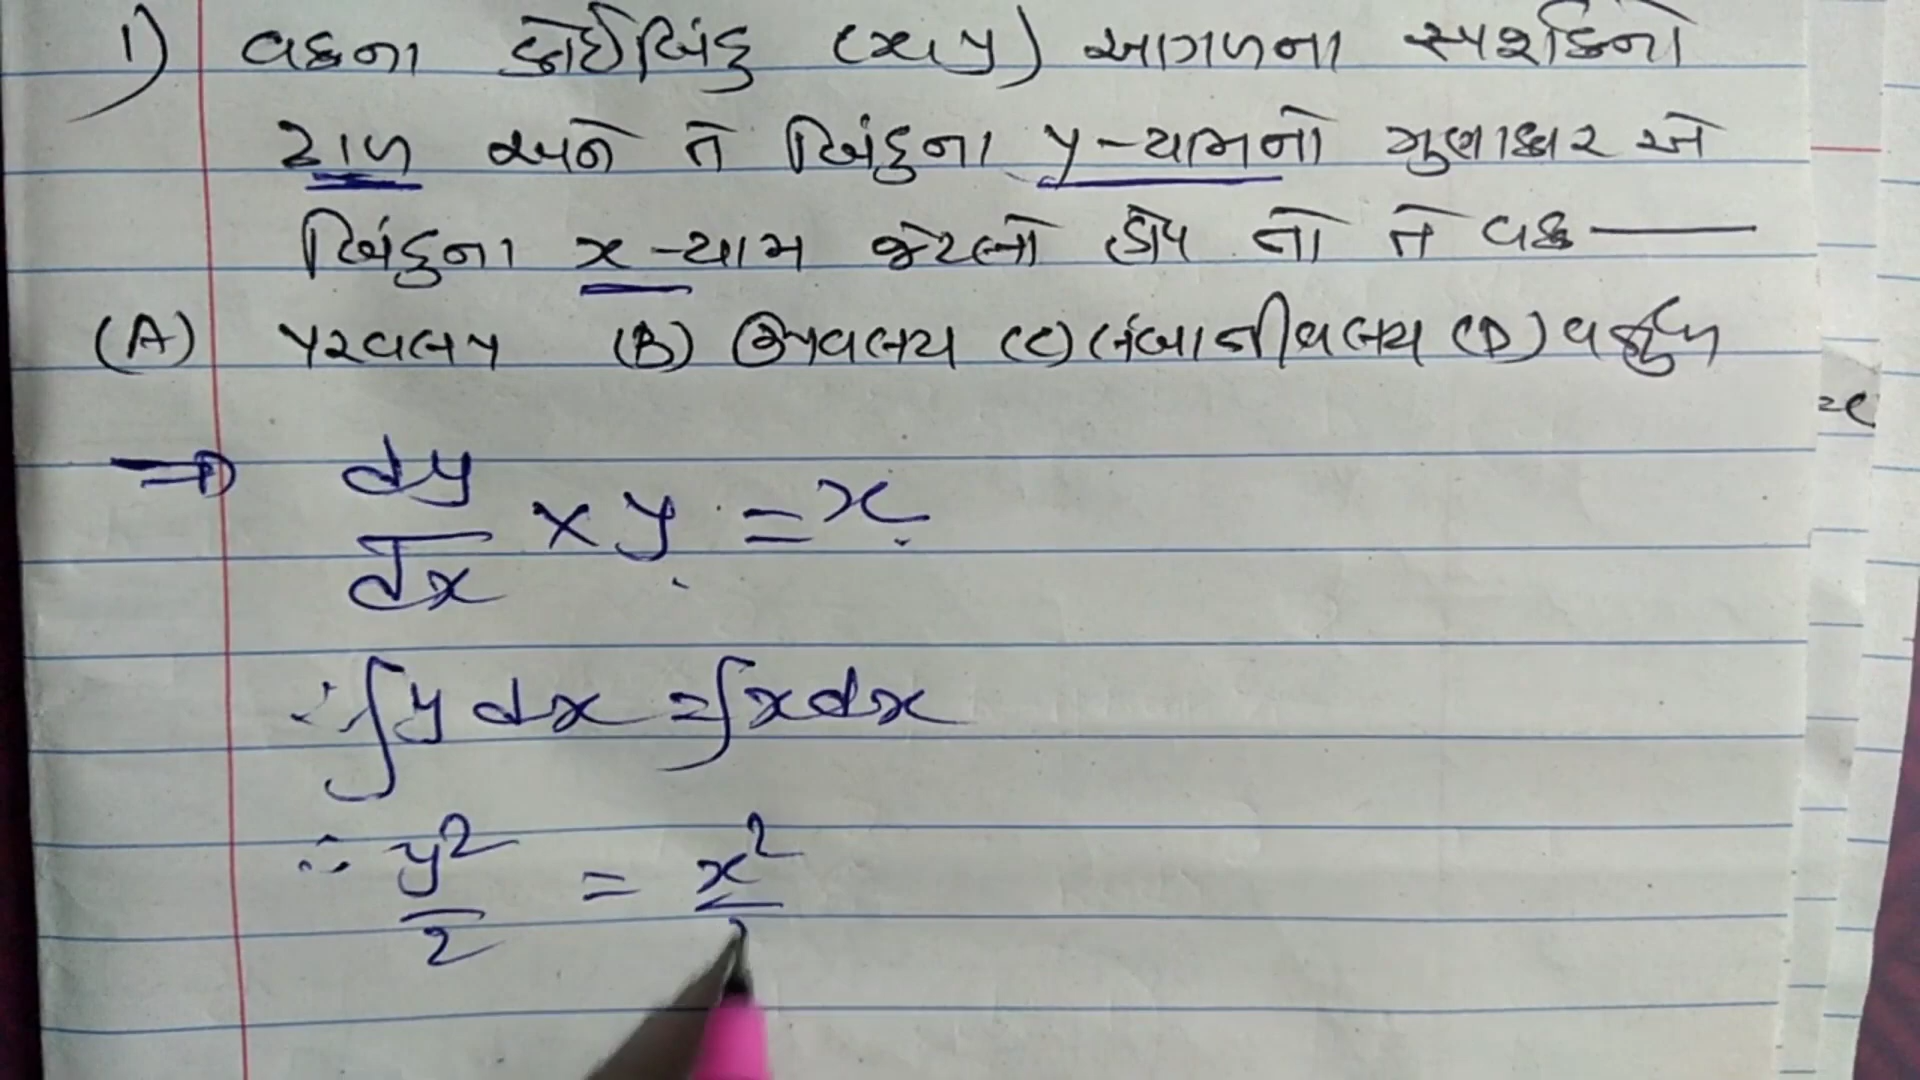 1) વક્રના કોઈ બિંદુ (x,y) આગળના સ્પર્શકનો
ઢાળ અને તે બિંદુના y-યામનો ગુણાકાર એ
બિંદુના x-યામ જેટલો હોય તો તે વક્ર ——
(A) પરવલય (B) ઉપવલય (C) લંબાતીવલય (D) વર્તુળ
=c
⇒ dy/dx × y = x
∴ ∫y dx = ∫x dx
∴ y²/2 = x²/